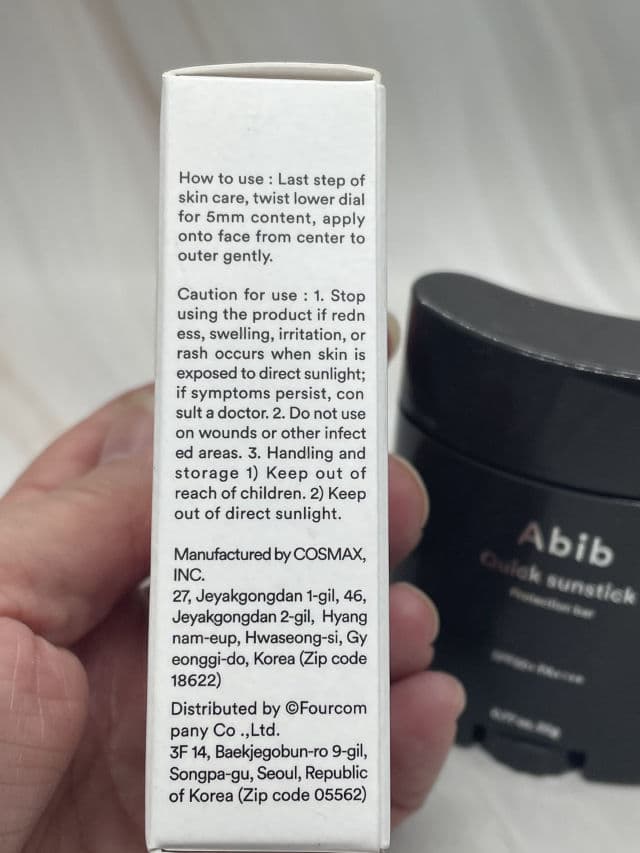 How to use : Last step of
skin care, twist lower dial
for 5mm content, apply
onto face from center to
outer gently.
Caution for use : 1. Stop
using the product if redn
ess, swelling, irritation, or
rash occurs when skin is
exposed to direct sunlight;
if symptoms persist, con
sult a doctor. 2. Do not use
on wounds or other infect
ed areas. 3. Handling and
storage 1) Keep out of
reach of children. 2) Keep
out of direct sunlight.
Manufactured by COSMAX,
INC.
27, Jeyakgongdan 1-gil, 46,
Jeyakgongdan 2-gil, Hyang
nam-eup, Hwaseong-si, Gy
eonggi-do, Korea (Zip code
18622)
Distributed by ©Fourcom
pany Co .,Ltd.
3F 14, Baekjegobun-ro 9-gil,
Songpa-gu, Seoul, Republic
of Korea (Zip code 05562)
Abib
Quick sunstick
Protection bar